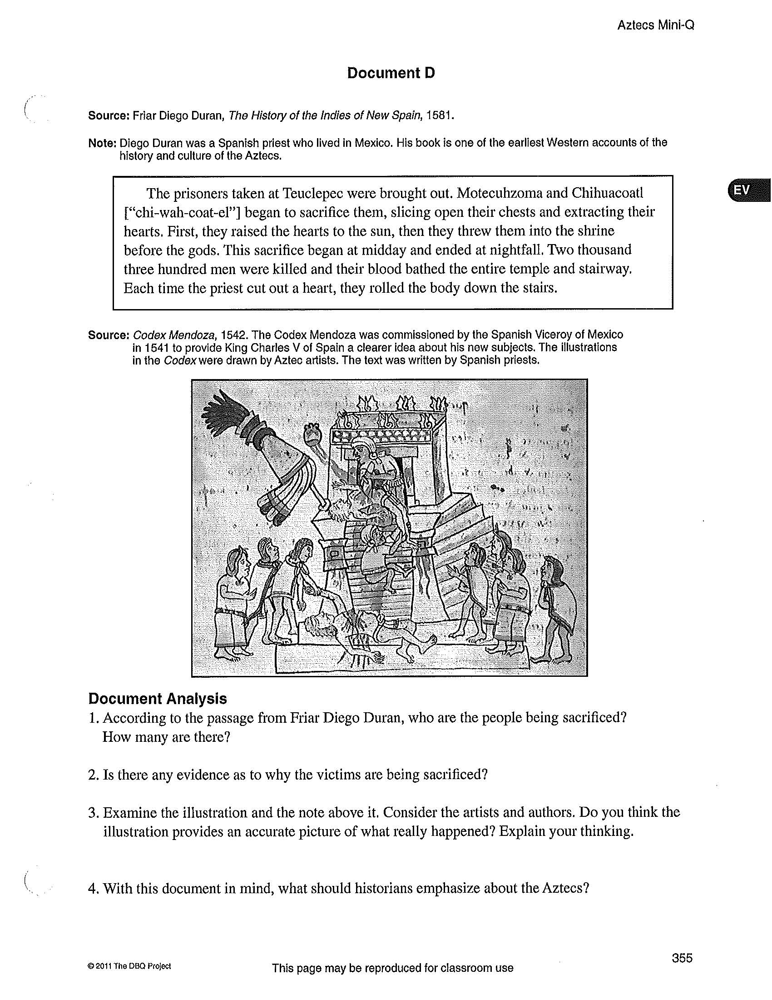 Aztecs Mini-Q
Document D
Source: Friar Diego Duran, The History of the Indies of New Spain, 1581.
Note: Diego Duran was a Spanish priest who lived in Mexico. His book is one of the earliest Western accounts of the
history and culture of the Aztecs.
EV
The prisoners taken at Teuclepec were brought out. Motecuhzoma and Chihuacoatl
["chi-wah-coat-el"] began to sacrifice them, slicing open their chests and extracting their
hearts. First, they raised the hearts to the sun, then they threw them into the shrine
before the gods. This sacrifice began at midday and ended at nightfall. Two thousand
three hundred men were killed and their blood bathed the entire temple and stairway.
Each time the priest cut out a heart, they rolled the body down the stairs.
Source: Codex Mendoza, 1542. The Codex Mendoza was commissioned by the Spanish Viceroy of Mexico
in 1541 to provide King Charles V of Spain a clearer idea about his new subjects. The illustrations
in the Codex were drawn by Aztec artists. The text was written by Spanish priests.
Document Analysis
1. According to the passage from Friar Diego Duran, who are the people being sacrificed?
How many are there?
2. Is there any evidence as to why the victims are being sacrificed?
3. Examine the illustration and the note above it. Consider the artists and authors. Do you think the
illustration provides an accurate picture of what really happened? Explain your thinking.
4. With this document in mind, what should historians emphasize about the Aztecs?
355
© 2011 The DBQ Project
This page may be reproduced for classroom use